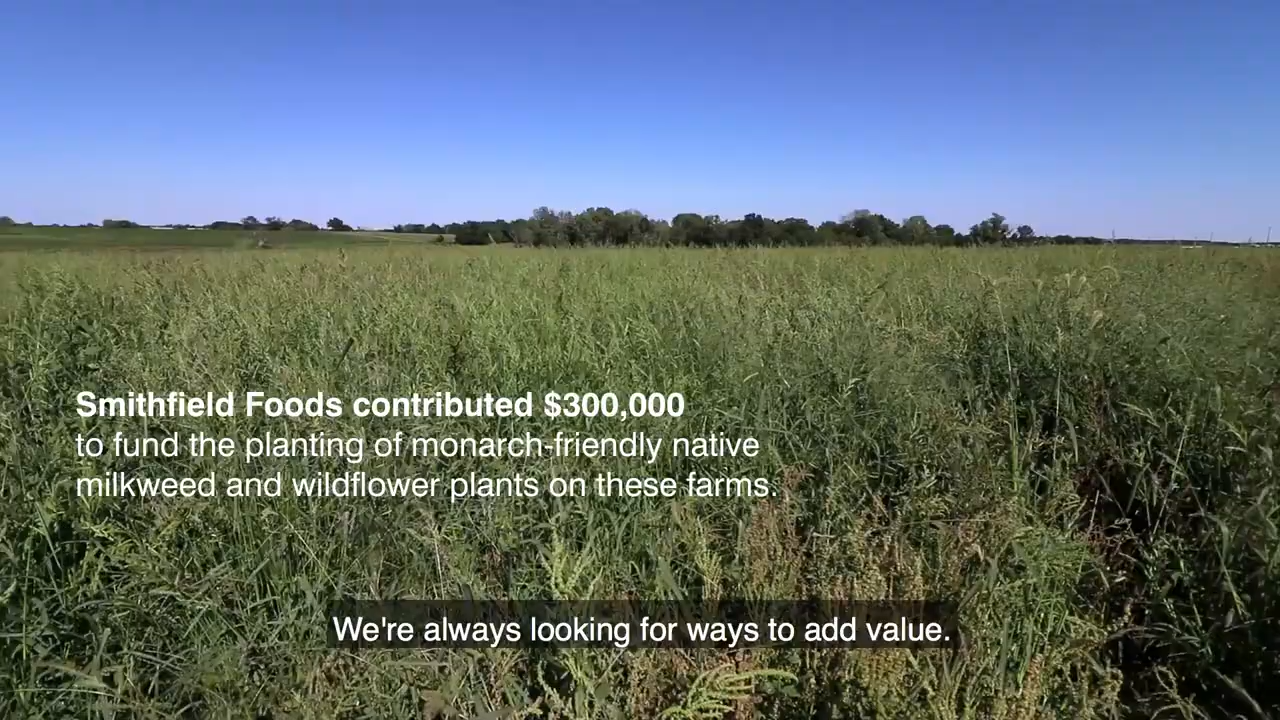 Smithfield Foods contributed $300,000
to fund the planting of monarch-friendly native
milkweed and wildflower plants on these farms.
We're always looking for ways to add value.